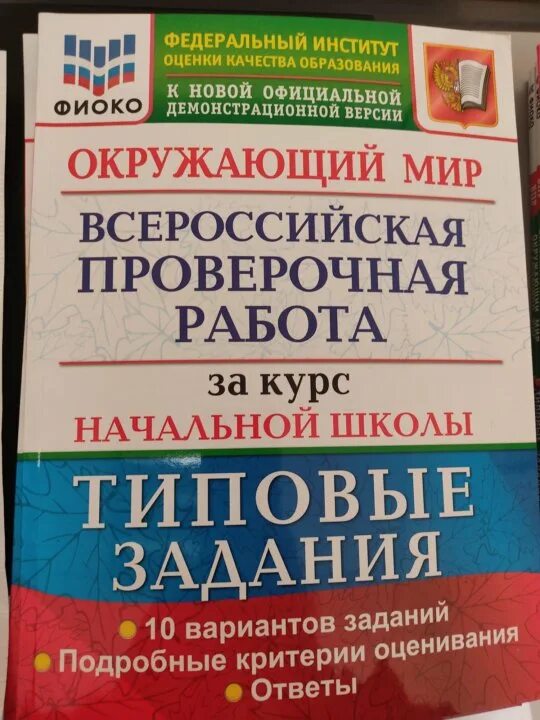 ФИОКО
ФЕДЕРАЛЬНЫЙ ИНСТИТУТ
ОЦЕНКИ КАЧЕСТВА ОБРАЗОВАНИЯ
К НОВОЙ ОФИЦИАЛЬНОЙ
ДЕМОНСТРАЦИОННОЙ ВЕРСИИ
ОКРУЖАЮЩИЙ МИР
ВСЕРОССИЙСКАЯ
ПРОВЕРОЧНАЯ
РАБОТА
за курс
НАЧАЛЬНОЙ ШКОЛЫ
ТИПОВЫЕ
ЗАДАНИЯ
• 10 вариантов заданий
• Подробные критерии оценивания
• Ответы